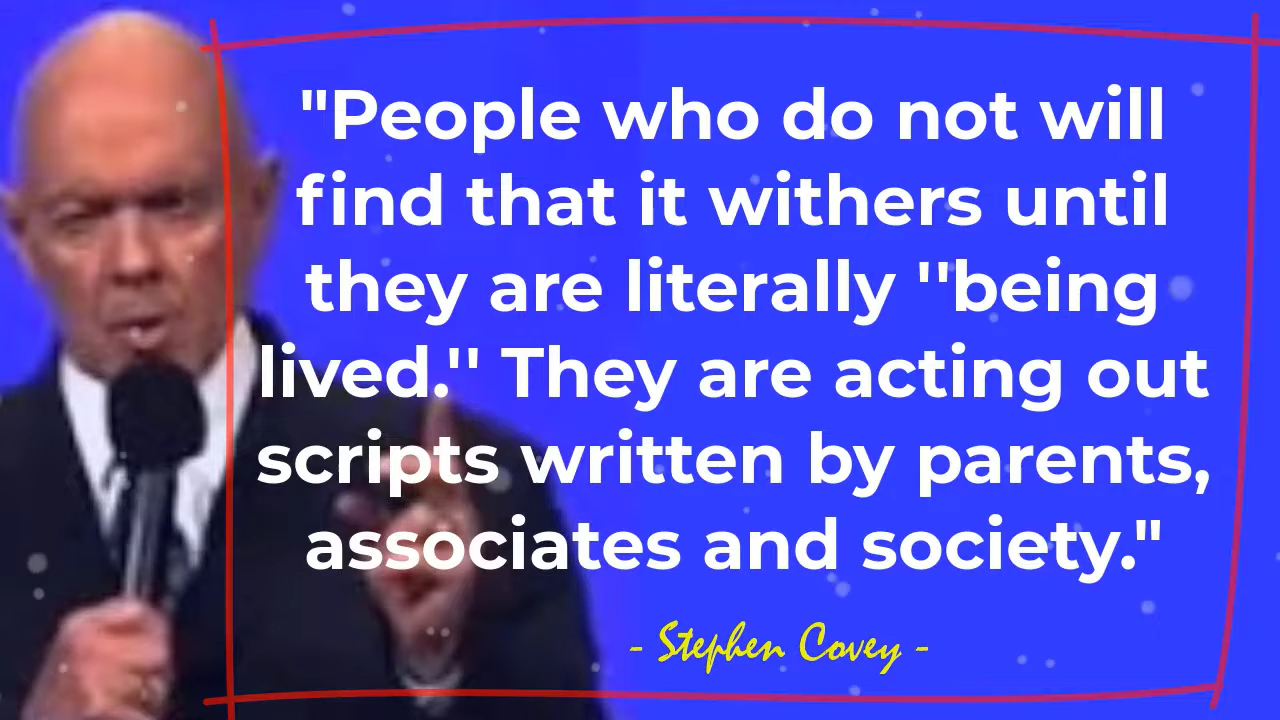 "People who do not will
find that it withers until
they are literally ''being
lived.'' They are acting out
scripts written by parents,
associates and society."
- Stephen Covey -